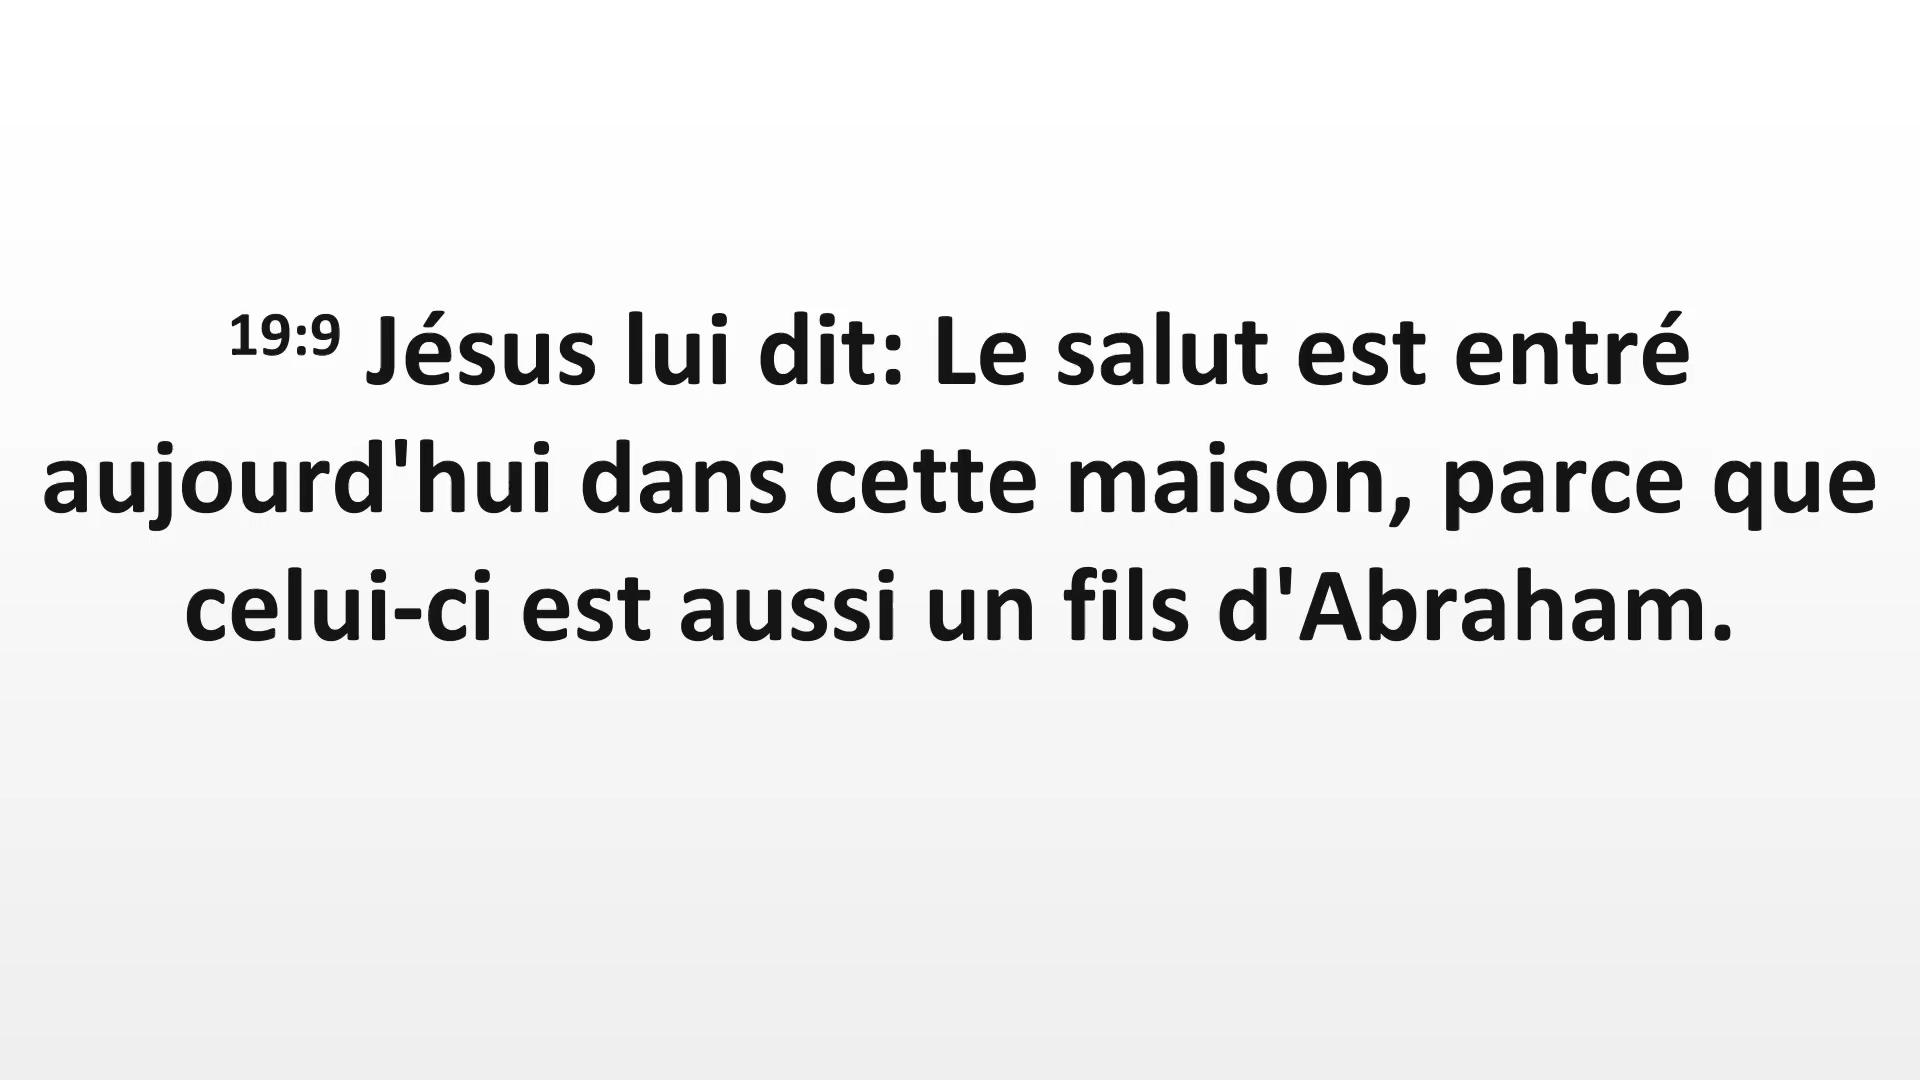 19:9 Jésus lui dit: Le salut est entré
aujourd'hui dans cette maison, parce que
celui-ci est aussi un fils d'Abraham.